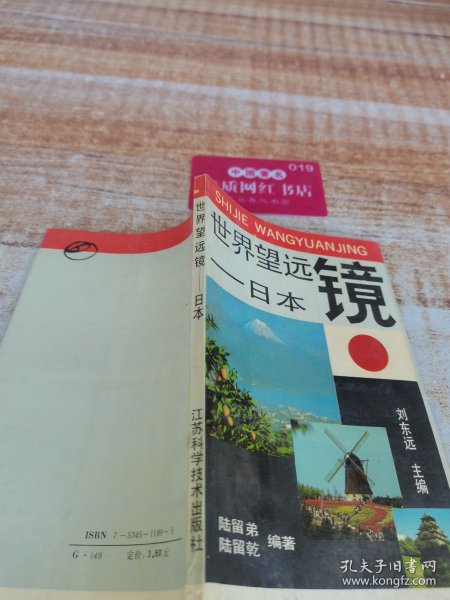 019
中国著名
质网红书店
SHIJIE WANGYUANJING
世界望远镜
——日本
刘东远 主编
陆留弟
陆留乾 编著
世界望远镜——日本
江苏科学技术出版社
ISBN 7-5345-1189-5
G·149 定价：3.50元
孔夫子旧书网
www.kongfz.com